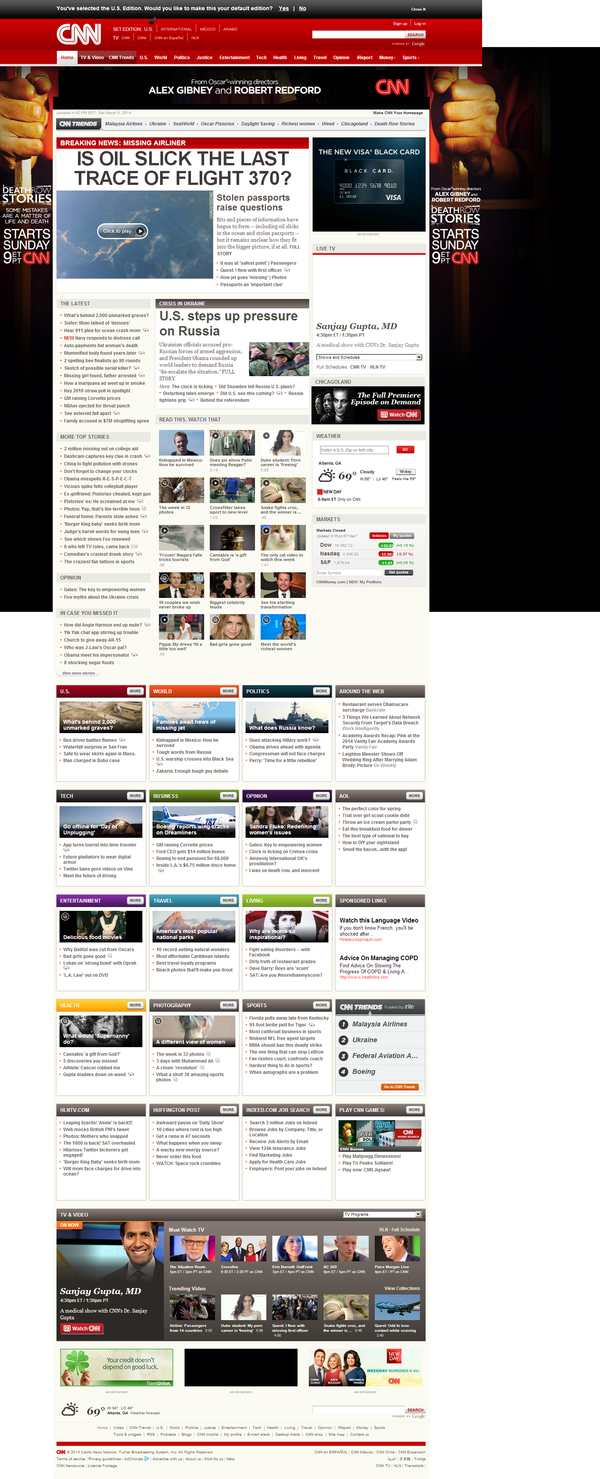 You've selected the U.S. Edition. Would you like to make this your default edition? Yes | No
Close X
CNN
SET EDITION: U.S. INTERNATIONAL MÉXICO ARABIC
TV: CNN CNNi CNN en Español HLN
Sign up Log in
SEARCH
POWERED BY Google
Home TV & Video CNN Trends U.S. World Politics Justice Entertainment Tech Health Living Travel Opinion iReport Money Sports
From Oscar-winning directors
ALEX GIBNEY and ROBERT REDFORD
CNN
DEATH ROW STORIES
SOME MISTAKES ARE A MATTER OF LIFE AND DEATH
STARTS SUNDAY 9ET PT CNN
Make CNN Your Homepage
CNN TRENDS Malaysia Airlines Ukraine SeaWorld Oscar Pistorius Daylight Saving Richest women Weed Chicagoland Death Row Stories
BREAKING NEWS: MISSING AIRLINER
IS OIL SLICK THE LAST
TRACE OF FLIGHT 370?
Click to play
Stolen passports
raise questions
Bits and pieces of information have
begun to form -- including oil slicks
in the ocean and stolen passports --
but it remains unclear how they fit
into the bigger picture, if at all. FULL
STORY
It was at 'safest point' | Passengers
Quest: I flew with first officer
How jet goes 'missing' | Photos
Passports an 'important clue'
THE NEW VISA BLACK CARD
BLACK CARD.
VISA
LIVE TV
Sanjay Gupta, MD
4:30pm ET / 1:30pm PT
A medical show with CNN's Dr. Sanjay Gupta
Shows and Schedules
Full Schedules: CNN TV HLN TV
THE LATEST
What's behind 2,000 unmarked graves?
Sister: Mom talked of 'demons'
Hear 911 plea for ocean crash mom
NEW Navy responds to distress call
Auto payments hid woman's death
Mummified body found years later
2 spelling bee finalists go 90 rounds
Sketch of possible serial killer?
Missing girl found, father arrested
How a marijuana art went up in smoke
Key 2016 straw poll in spotlight
GM raising Corvette prices
NBAer ejected for throat punch
See asteroid fall apart
Family accused in $7M shoplifting spree
CRISIS IN UKRAINE
U.S. steps up pressure
on Russia
Ukrainian officials accused pro-
Russian forces of armed aggression,
and President Obama rounded up
world leaders to demand Russia
"de-escalate the situation." FULL
STORY
More: The clock is ticking Did Snowden tell Russia U.S. plans?
Disturbing tales emerge Did U.S. see this coming? Russia
tightens grip Behind the referendum
CHICAGOLAND
The Full Premiere
Episode on Demand
Watch CNN
WEATHER
GO
Atlanta, GA
69° Cloudy
10-day
NEW DAY
6-9am ET Only on CNN
MARKETS
Markets Closed
Indexes My quotes
Dow
Nasdaq
S&P
Get quotes
READ THIS, WATCH THAT
Kidnapped in Mexico:
How he survived
Does pic show Putin
meeting Reagan?
Duke student: Porn
career is 'freeing'
The week in 32
photos
Crossfitter takes
sport to new level
Snake fights croc,
and the winner is ...
'Frozen' Niagara Falls
tricks tourists
Cannabis is 'a gift
from God'
The only cat video to
watch this week
16 couples we wish
never broke up
Biggest celebrity
feuds
See fire starting
transformation
Pippa: My dress 'fit a
little too well'
Bad girls gone good
Meet the world's
richest women
MORE TOP STORIES
2 million missing out on college aid
Dashcam captures key clue in crash
China to fight pollution with drones
Don't forget to change your clocks
Obama misspells R-E-S-P-E-C-T
Vicious spike fells volleyball player
Ex-girlfriend: Pistorius cheated, kept gun
Pistorius' ex: He screamed at me
Photos: Yep, that's the terrible faces
Funeral home: Parents stole ashes
'Burger King baby' seeks birth mom
Judge's harsh words for suing teen
See which shows Fox renewed
8 who left TV roles, came back
Comedian's craziest drunk story
The craziest fan tattoos in sports
OPINION
Gates: The key to empowering women
Five myths about the Ukraine crisis
IN CASE YOU MISSED IT
How did Angie Harmon end up nude?
Yik Yak chat app stirring up trouble
Church to give away AR-15
Who was J Law's Oscar pal?
Obama meet his impersonator
8 shocking sugar foods
View more stories
U.S. MORE
What's behind 2,000
unmarked graves?
Bus driver battles flames
Waterfall surprise in San Fran
Safe to wear skirts again in Mass.
Man charged in Bobo case
WORLD MORE
Families await news of
missing jet
Kidnapped in Mexico: How he
survived
Tough words from Russia
U.S. warship crosses into Black Sea
Zakaria: Enough tough guy debate
POLITICS MORE
What does Russia know?
Does attacking Hillary work?
Obama drives ahead with agenda
Congressman will not face charges
Perry: 'Time for a little rebellion'
AROUND THE WEB
Restaurant serves Obamacare
surcharge Bankrate
3 Things We Learned About Network
Security From Target's Data Breach
Work Intelligently
Academy Awards Recap: Pink at the
2014 Vanity Fair Academy Awards
Party Vanity Fair
Leighton Meester Shows Off
Wedding Ring After Marrying Adam
Brody: Picture Us Weekly
TECH MORE
Go offline for 'Day of
Unplugging'
App lures tourist into time traveler
Future gladiators to wear digital
armor
Twitter bans porn videos on Vine
Meet the future of driving
BUSINESS MORE
Boeing reports wing cracks
on Dreamliners
GM raising Corvette prices
Ford CEO gets $14 million bonus
Boeing to end pensions for 68,000
Inside L.A.'s $6.75 million disco home
OPINION MORE
Sandra Fluke: Redefining
women's issues
Gates: Key to empowering women
Clock is ticking on Crimea crisis
Amnesty International OK's
prostitution?
I was on death row, and innocent
AOL MORE
The perfect color for spring
Trial over girl scout cookie debt
Throw an ice cream parlor party
Eat this breakfast food for dinner
The best type of oatmeal to buy
How to DIY your nightstand
Smell the bacon...with the app!
ENTERTAINMENT MORE
Delicious food movies
Why BatKid was cut from Oscars
Bad girls gone good
Lohan on 'strong bond' with Oprah
'L.A. Law' out on DVD
TRAVEL MORE
America's most popular
national parks
10 record setting natural wonders
Most affordable Caribbean islands
Best travel loyalty programs
Beach photos that'll make you drool
LIVING MORE
Why are moms so
inspirational?
Fight eating disorders -- with
Facebook
Dirty truth of restaurant grades
Dave Barry: Boys are 'scum'
SAT: Are you #morethanmyscore?
SPONSORED LINKS
Watch this Language Video
If you don't know French, you'll be
shocked after...
Advice On Managing COPD
Find Advice On Slowing The
Progress Of COPD & Living A...
HEALTH MORE
What would 'Supernanny'
do?
Cannabis 'a gift from God?'
5 discoveries you missed
Athlete: Cancer robbed me
Gupta doubles down on weed
PHOTOGRAPHY MORE
A different view of women
The week in 32 photos
3 days with Muhammad Ali
A clown 'revolution'
What a shot 38 amazing sports
photos
SPORTS MORE
Florida pulls away late from Kentucky
91 foot birdie putt for Tiger
Most cutthroat business in sports
Riskiest NFL free agent targets
MMA should ban this deadly strike
The one thing that can stop LeBron
Fan rushes court, confronts coach
Hardest thing to do in sports?
When autographs are a problem
CNN TRENDS Fueled by zite
1 Malaysia Airlines
2 Ukraine
3 Federal Aviation A...
4 Boeing
Go to CNN Trends
HLNTV.COM MORE
Leaping lizards! 'Annie' is back!!!
Web mocks British PM's tweet
Photos: Mothers who snapped
The 1600 is back! SAT overhauled
Hilarious Twitter bickerers get
engaged!
'Burger King Baby' seeks birth mom
Will mom face charges for drive into
ocean?
HUFFINGTON POST MORE
Awkward pause on 'Daily Show'
10 cities where rent is too high
Get a raise in 47 seconds
What happens when you sleep
A wacky new energy source?
Never order this food
WATCH: Space rock crumbles
INDEED.COM JOB SEARCH MORE
Search 3 million Jobs on Indeed
Browse Jobs by Company, Title, or
Location
Receive Job Alerts by Email
View 124k Insurance Jobs
Find Marketing Jobs
Apply for Health Care Jobs
Employers: Post your jobs on Indeed
PLAY CNN GAMES! MORE
CNN Games
Play Mahjongg Dimensions!
Play Tri Peaks Solitaire!
Play now: CNN Jigsaw!
TV & VIDEO
TV Programs
ON NOW
Sanjay Gupta, MD
4:30pm ET / 1:30pm PT
A medical show with CNN's Dr. Sanjay
Gupta
Watch CNN
Must Watch TV
HLN Full Schedule
The Situation Room
Crossfire
Erin Burnett: OutFront
AC 360
Piers Morgan Live
Trending Video
View Collections
Airline: Passengers
from 14 countries
Duke student: My porn
career is 'freeing'
Quest: I flew with
missing first officer
Snake fights croc, and
the winner is ...
Quest: Odd to lose
contact while cruising
Your credit doesn't
depend on good luck.
TransUnion
NEW DAY
WEEKDAY MORNINGS 6-9 ET
69° Atlanta, GA Weather forecast
SEARCH
POWERED BY Google
Home | Video | CNN Trends | U.S. | World | Politics | Justice | Entertainment | Tech | Health | Living | Travel | Opinion | iReport | Money | Sports
Tools & widgets | RSS | Podcasts | Blogs | CNN mobile | My profile | E-mail alerts | Desktop Alerts | CNN shop | Site map | Contact us
CNN © 2014 Cable News Network. Turner Broadcasting System, Inc. All Rights Reserved.
Terms of service | Privacy guidelines | AdChoices | Advertise with us | About us | Work for us | Help
CNN Newsource | License Footage
CNN en ESPAÑOL | CNN México | CNN Chile | CNN Expansión
CNN TV | HLN | Transcripts